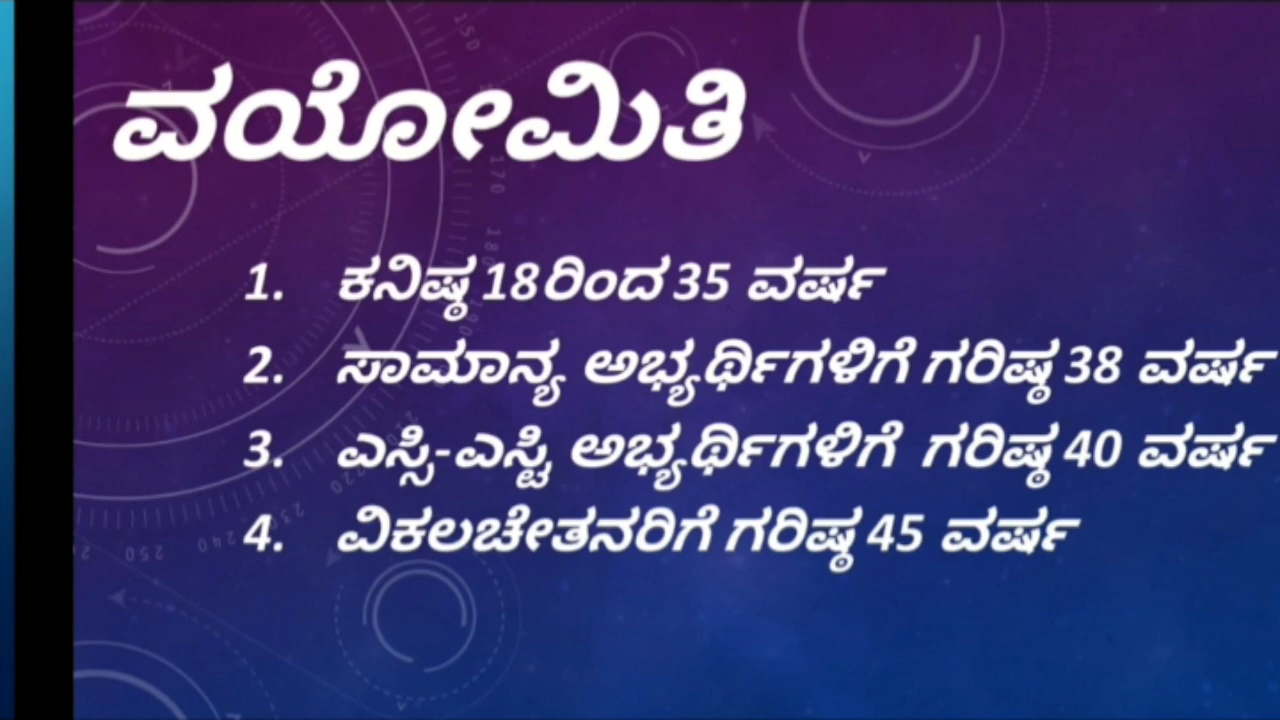 ವಯೋಮಿತಿ
1. ಕನಿಷ್ಠ 18ರಿಂದ 35 ವರ್ಷ
2. ಸಾಮಾನ್ಯ ಅಭ್ಯರ್ಥಿಗಳಿಗೆ ಗರಿಷ್ಠ 38 ವರ್ಷ
3. ಎಸ್ಸಿ-ಎಸ್ಟಿ ಅಭ್ಯರ್ಥಿಗಳಿಗೆ ಗರಿಷ್ಠ 40 ವರ್ಷ
4. ವಿಕಲಚೇತನರಿಗೆ ಗರಿಷ್ಠ 45 ವರ್ಷ